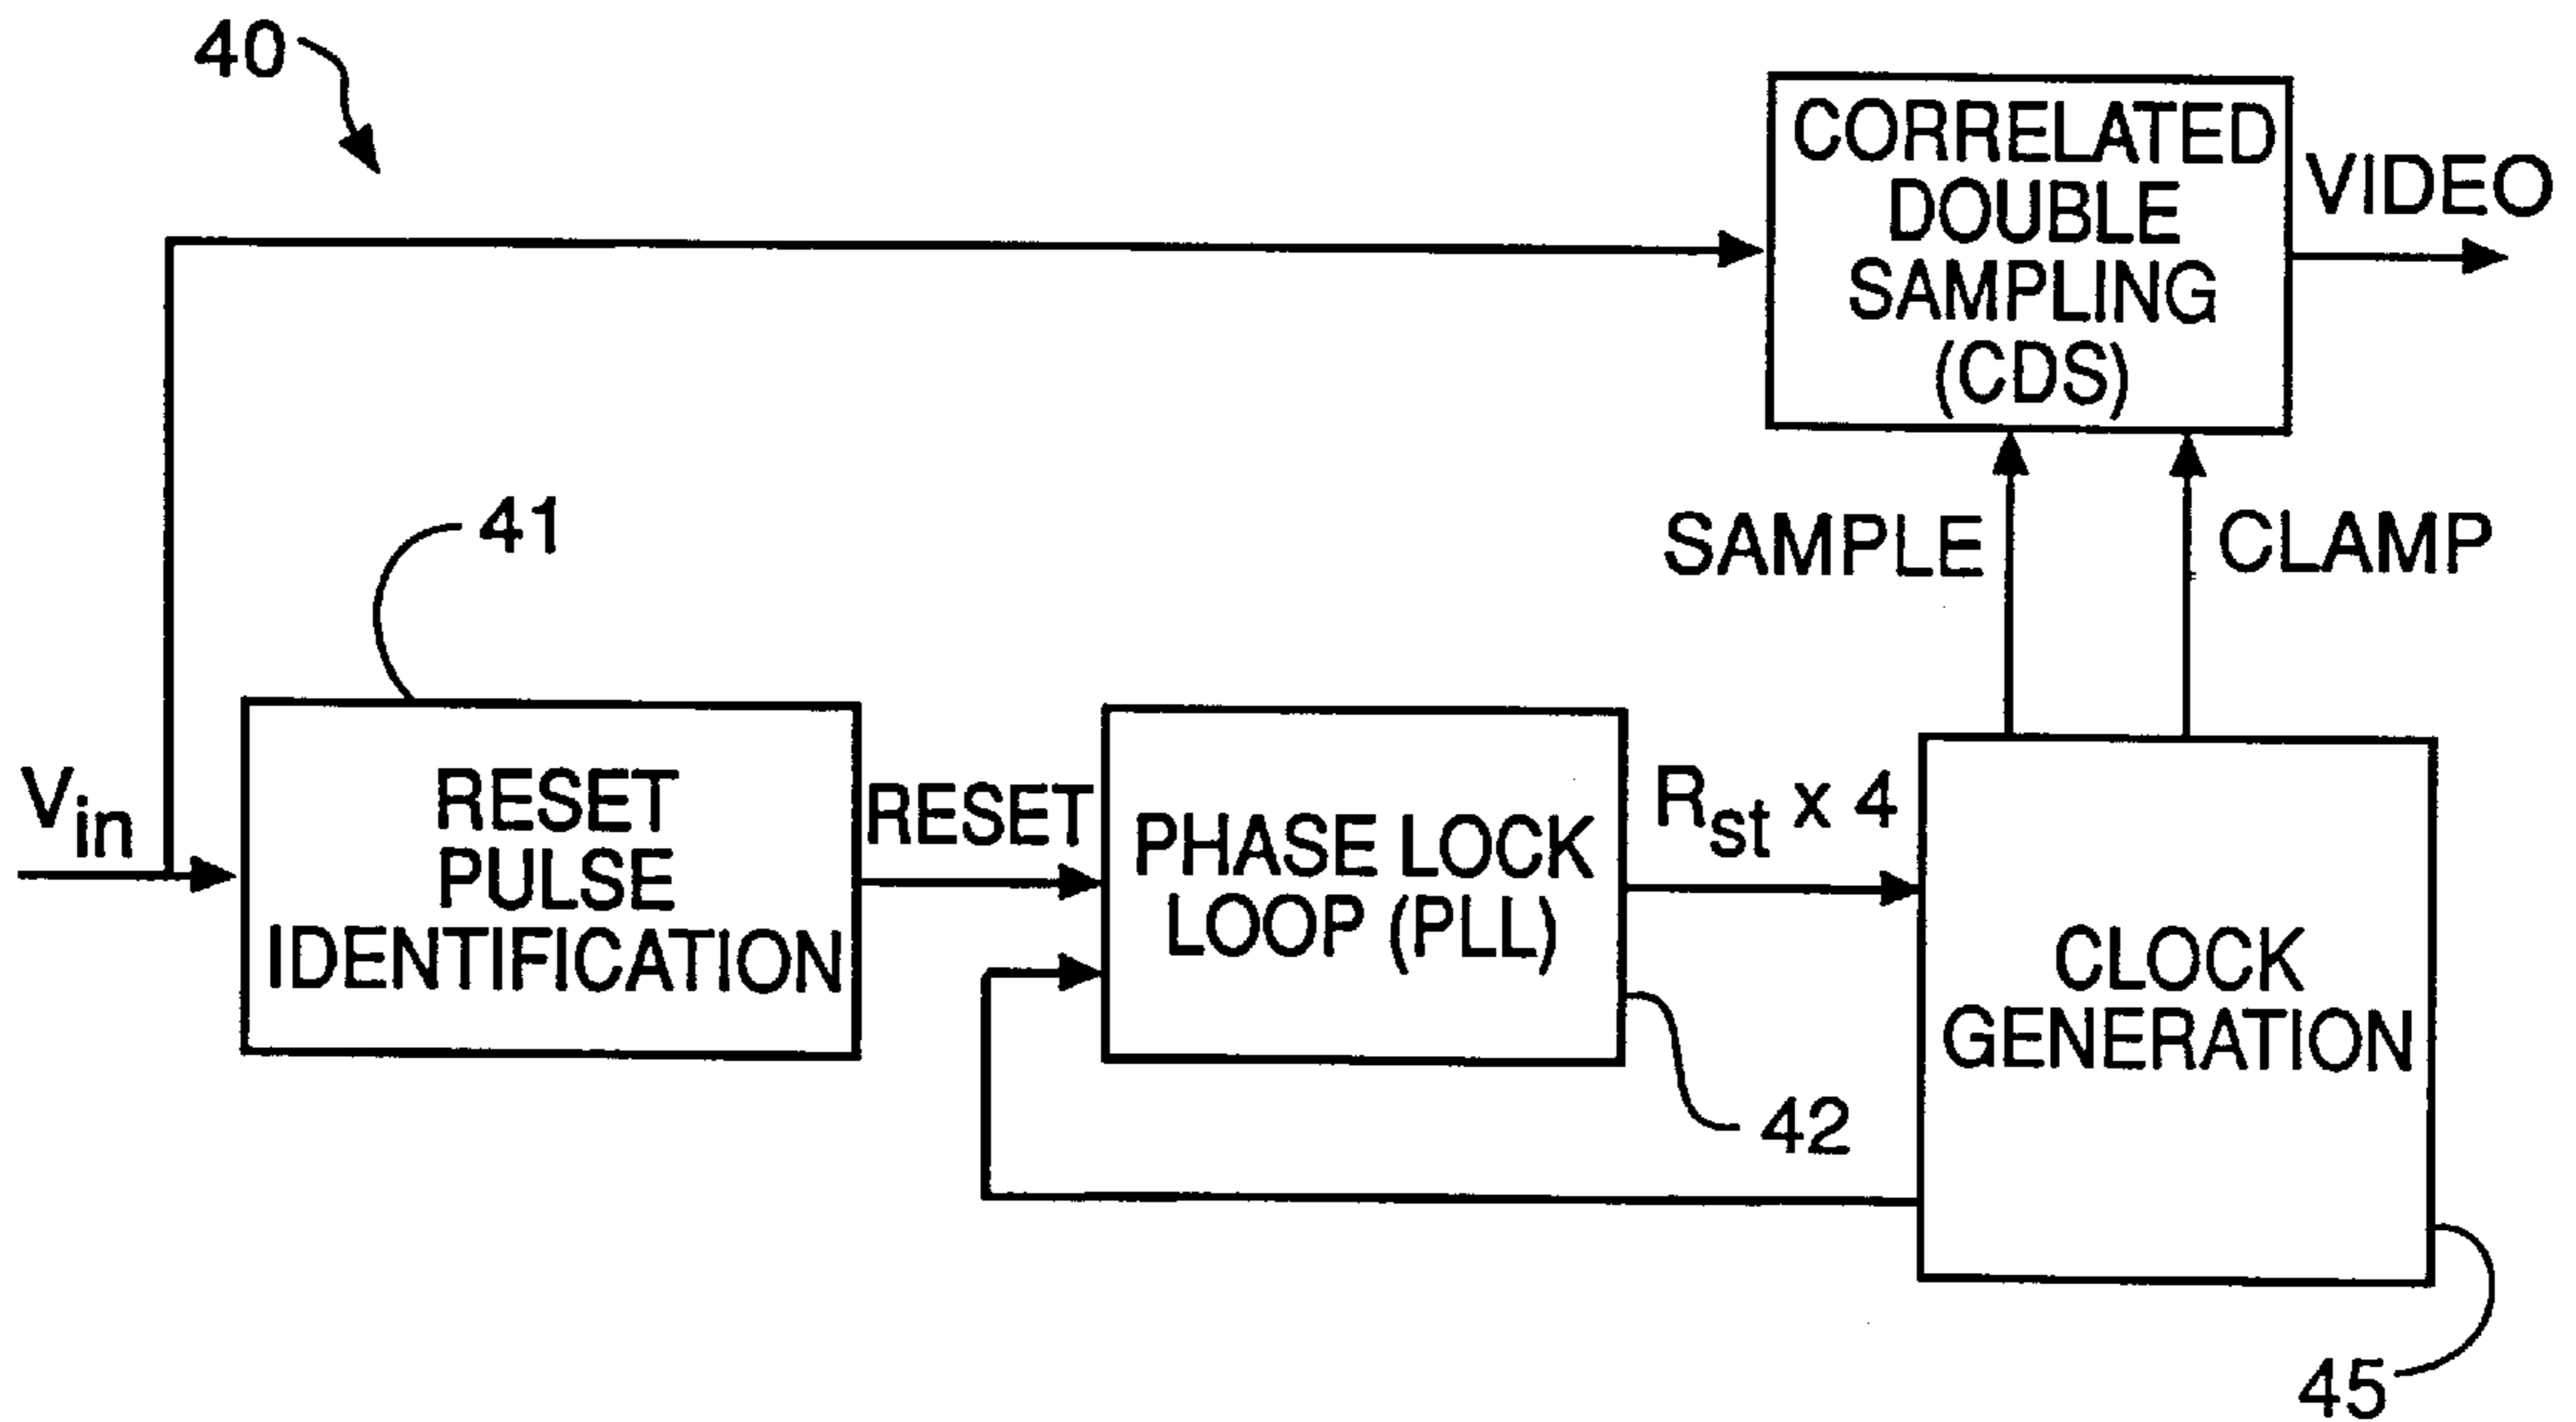 40
CORRELATED
DOUBLE
SAMPLING
(CDS)
VIDEO
41
SAMPLE
CLAMP
Vin
RESET
PULSE
IDENTIFICATION
RESET
PHASE LOCK
LOOP (PLL)
Rst x 4
CLOCK
GENERATION
42
45